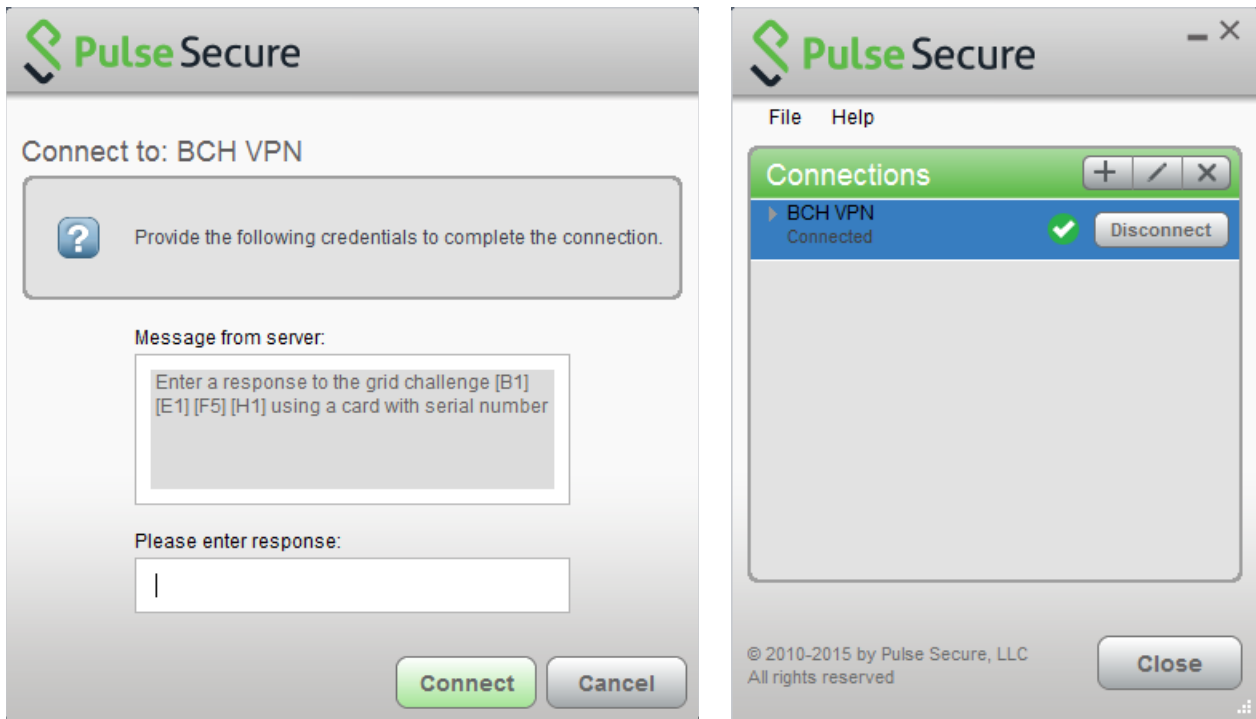 Pulse Secure
Connect to: BCH VPN
Provide the following credentials to complete the connection.
Message from server:
Enter a response to the grid challenge [B1]
[E1] [F5] [H1] using a card with serial number
Please enter response:
Connect
Cancel
Pulse Secure
File Help
Connections
BCH VPN
Connected
Disconnect
© 2010-2015 by Pulse Secure, LLC
All rights reserved
Close